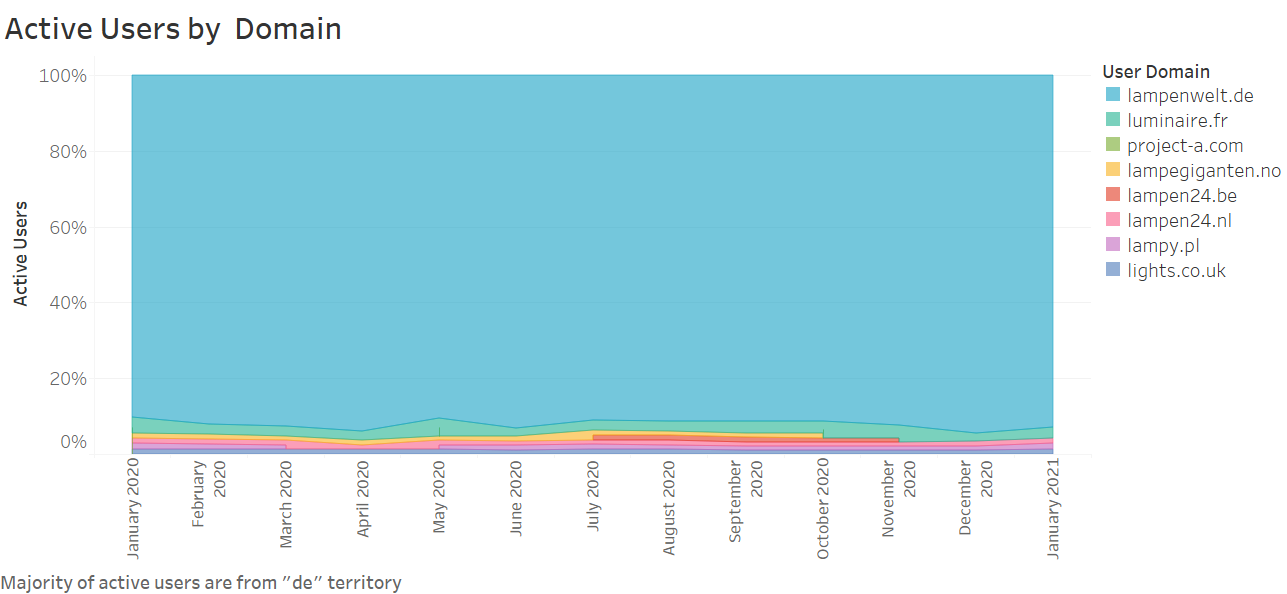 Active Users by  Domain
User Domain
lampenwelt.de
luminaire.fr
project-a.com
lampegiganten.no
lampen24.be
lampen24.nl
lampy.pl
lights.co.uk
Active Users
100%
80%
60%
40%
20%
0%
January 2020
February
2020
March 2020
April 2020
May 2020
June 2020
July 2020
August 2020
September
2020
October 2020
November
2020
December
2020
January 2021
Majority of active users are from "de" territory